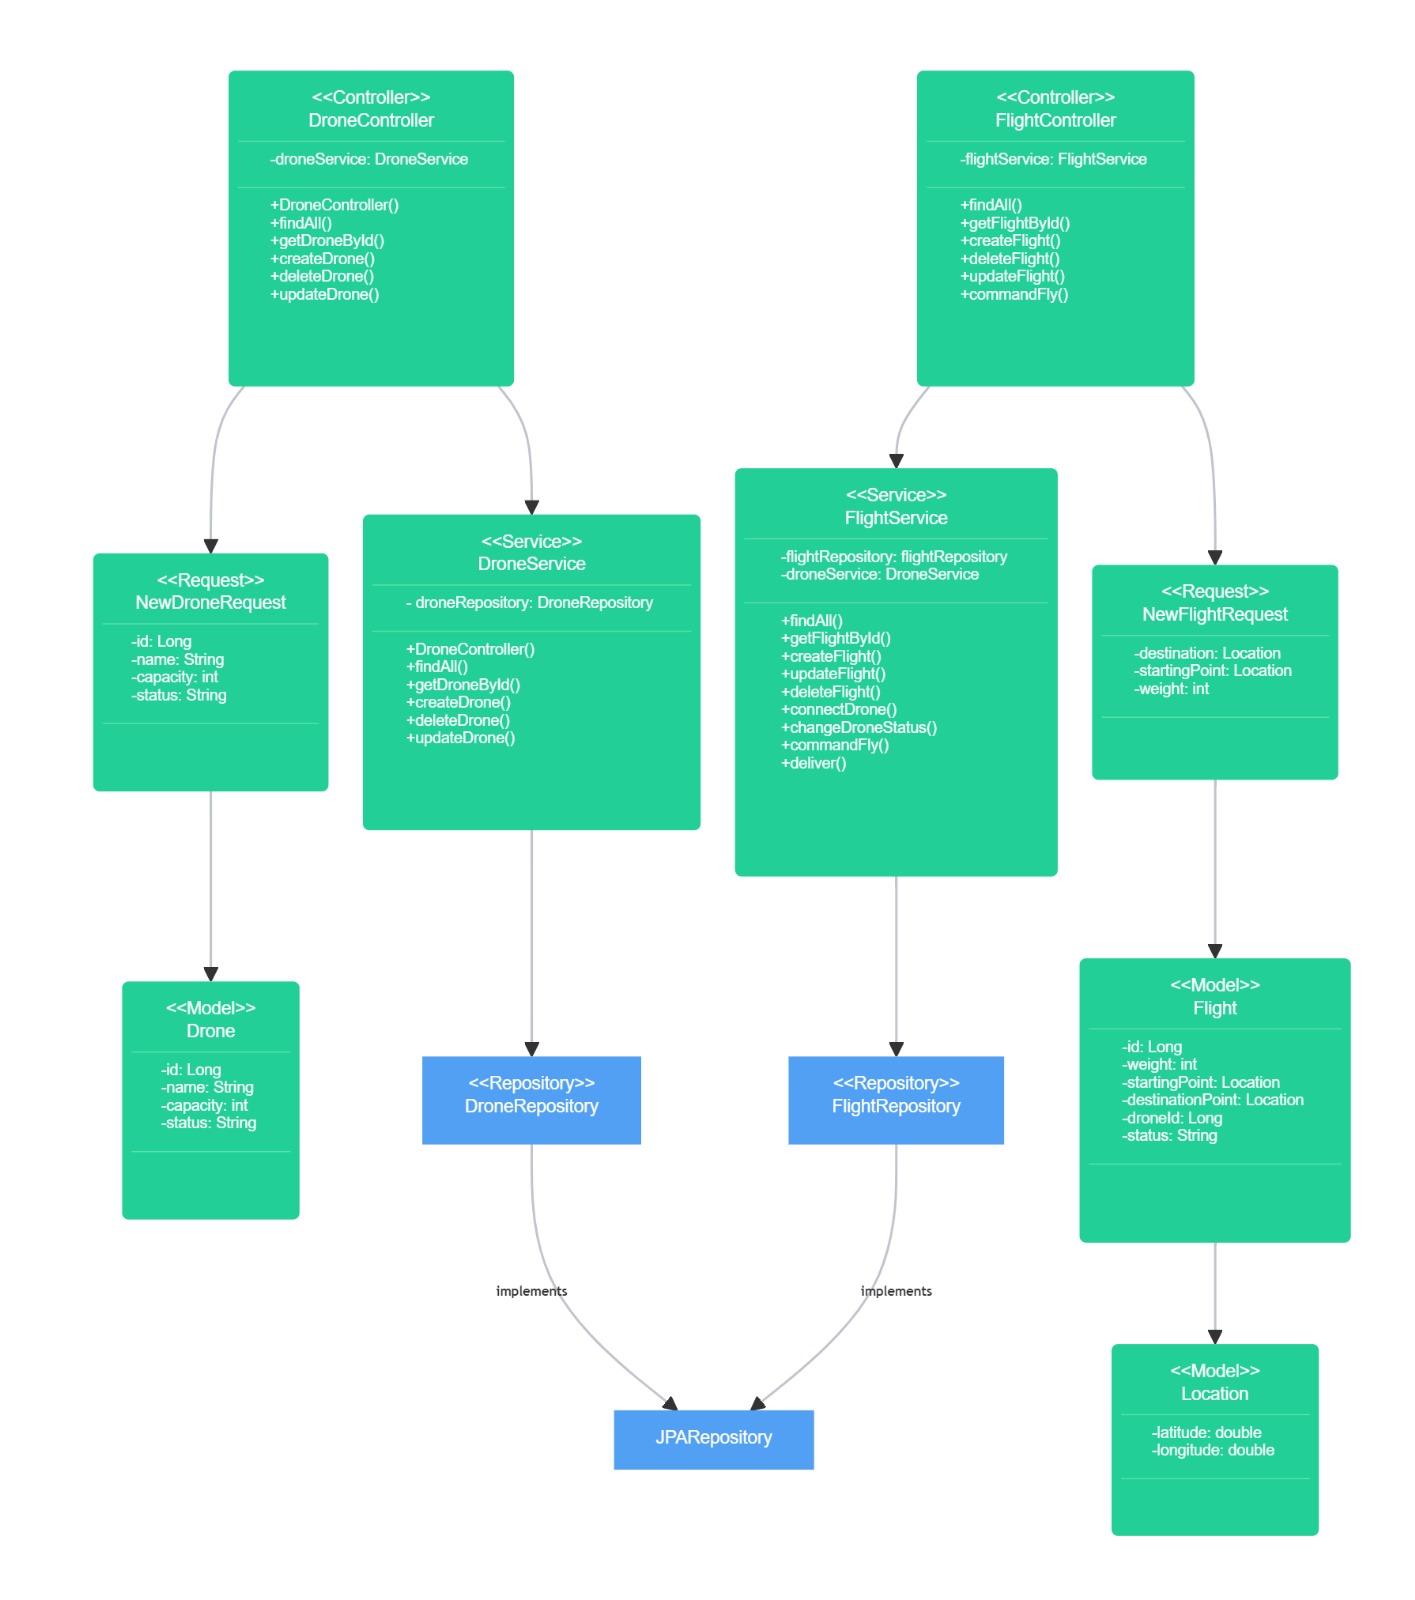 <<Controller>>
DroneController
-droneService: DroneService
+DroneController()
+findAll()
+getDroneById()
+createDrone()
+deleteDrone()
+updateDrone()
<<Controller>>
FlightController
-flightService: FlightService
+findAll()
+getFlightById()
+createFlight()
+deleteFlight()
+updateFlight()
+commandFly()
<<Request>>
NewDroneRequest
-id: Long
-name: String
-capacity: int
-status: String
<<Service>>
DroneService
- droneRepository: DroneRepository
+DroneController()
+findAll()
+getDroneById()
+createDrone()
+deleteDrone()
+updateDrone()
<<Service>>
FlightService
-flightRepository: flightRepository
-droneService: DroneService
+findAll()
+getFlightById()
+createFlight()
+updateFlight()
+deleteFlight()
+connectDrone()
+changeDroneStatus()
+commandFly()
+deliver()
<<Request>>
NewFlightRequest
-destination: Location
-startingPoint: Location
-weight: int
<<Model>>
Drone
-id: Long
-name: String
-capacity: int
-status: String
<<Repository>>
DroneRepository
<<Repository>>
FlightRepository
<<Model>>
Flight
-id: Long
-weight: int
-startingPoint: Location
-destinationPoint: Location
-droneId: Long
-status: String
implements
implements
JPARepository
<<Model>>
Location
-latitude: double
-longitude: double